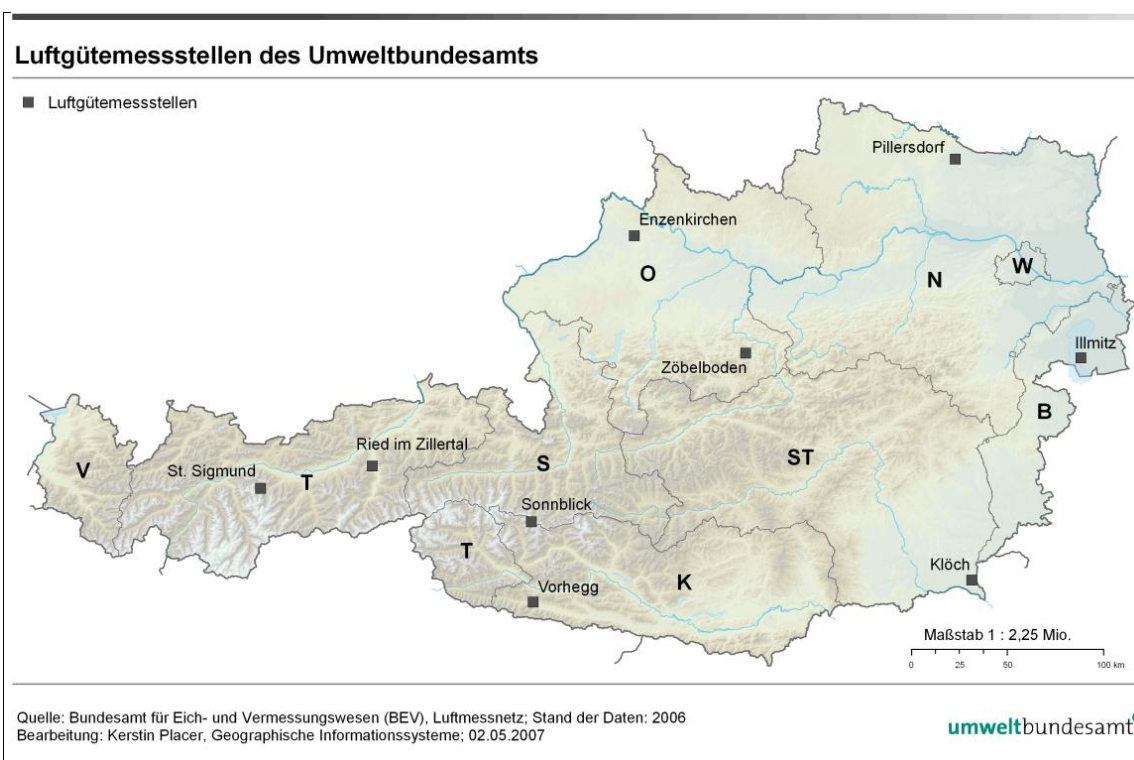 Luftgütemessstellen des Umweltbundesamts
Luftgütemessstellen
Pillersdorf
Enzenkirchen
O
N
W
Illmitz
Zöbelboden
B
Ried im Zillertal
V
St. Sigmund
T
S
ST
Sonnblick
T
K
Klöch
Vorhegg
Maßstab 1 : 2,25 Mio.
0 25 50 100 km
Quelle: Bundesamt für Eich- und Vermessungswesen (BEV), Luftmessnetz; Stand der Daten: 2006
Bearbeitung: Kerstin Placer, Geographische Informationssysteme; 02.05.2007
umweltbundesamt